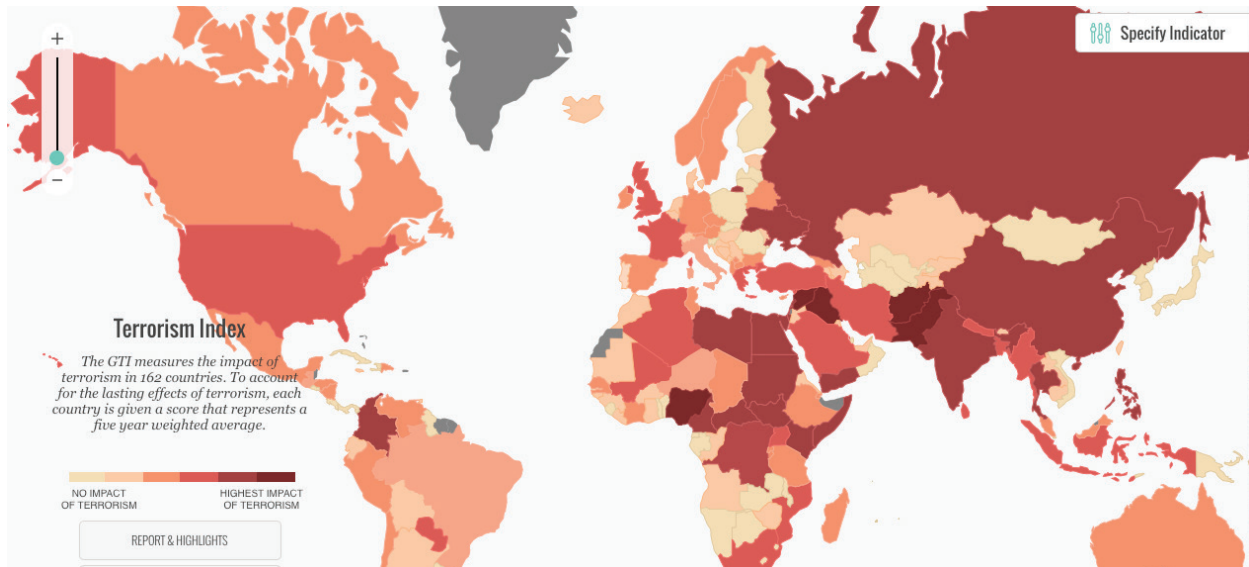 +
Specify Indicator
−
Terrorism Index
The GTI measures the impact of
terrorism in 162 countries. To account
for the lasting effects of terrorism, each
country is given a score that represents a
five year weighted average.
NO IMPACT
OF TERRORISM
HIGHEST IMPACT
OF TERRORISM
REPORT & HIGHLIGHTS